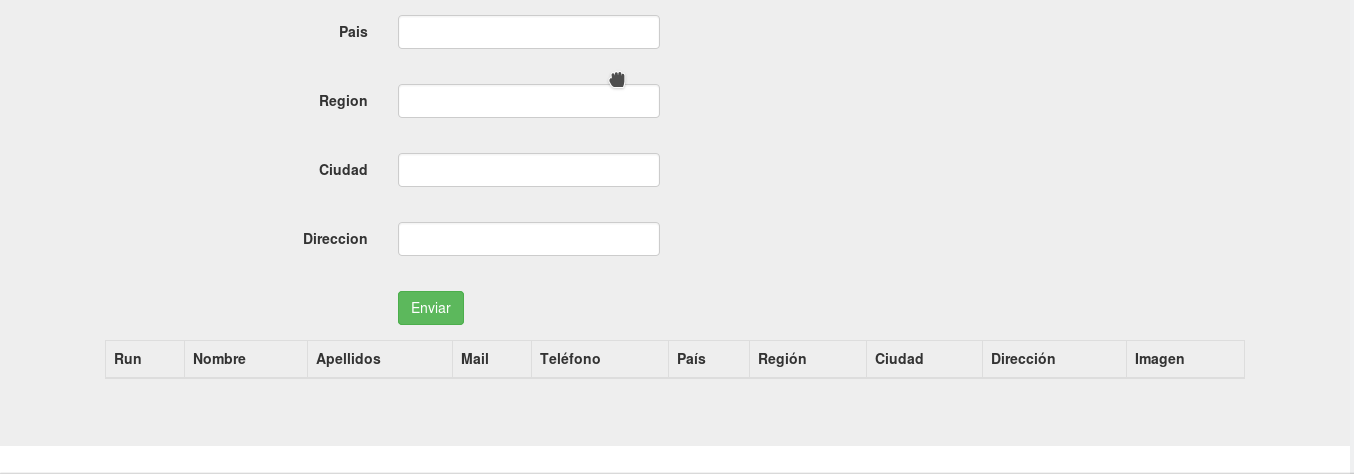 Pais
Region
Ciudad
Direccion
Enviar
Run Nombre Apellidos Mail Teléfono País Región Ciudad Dirección Imagen